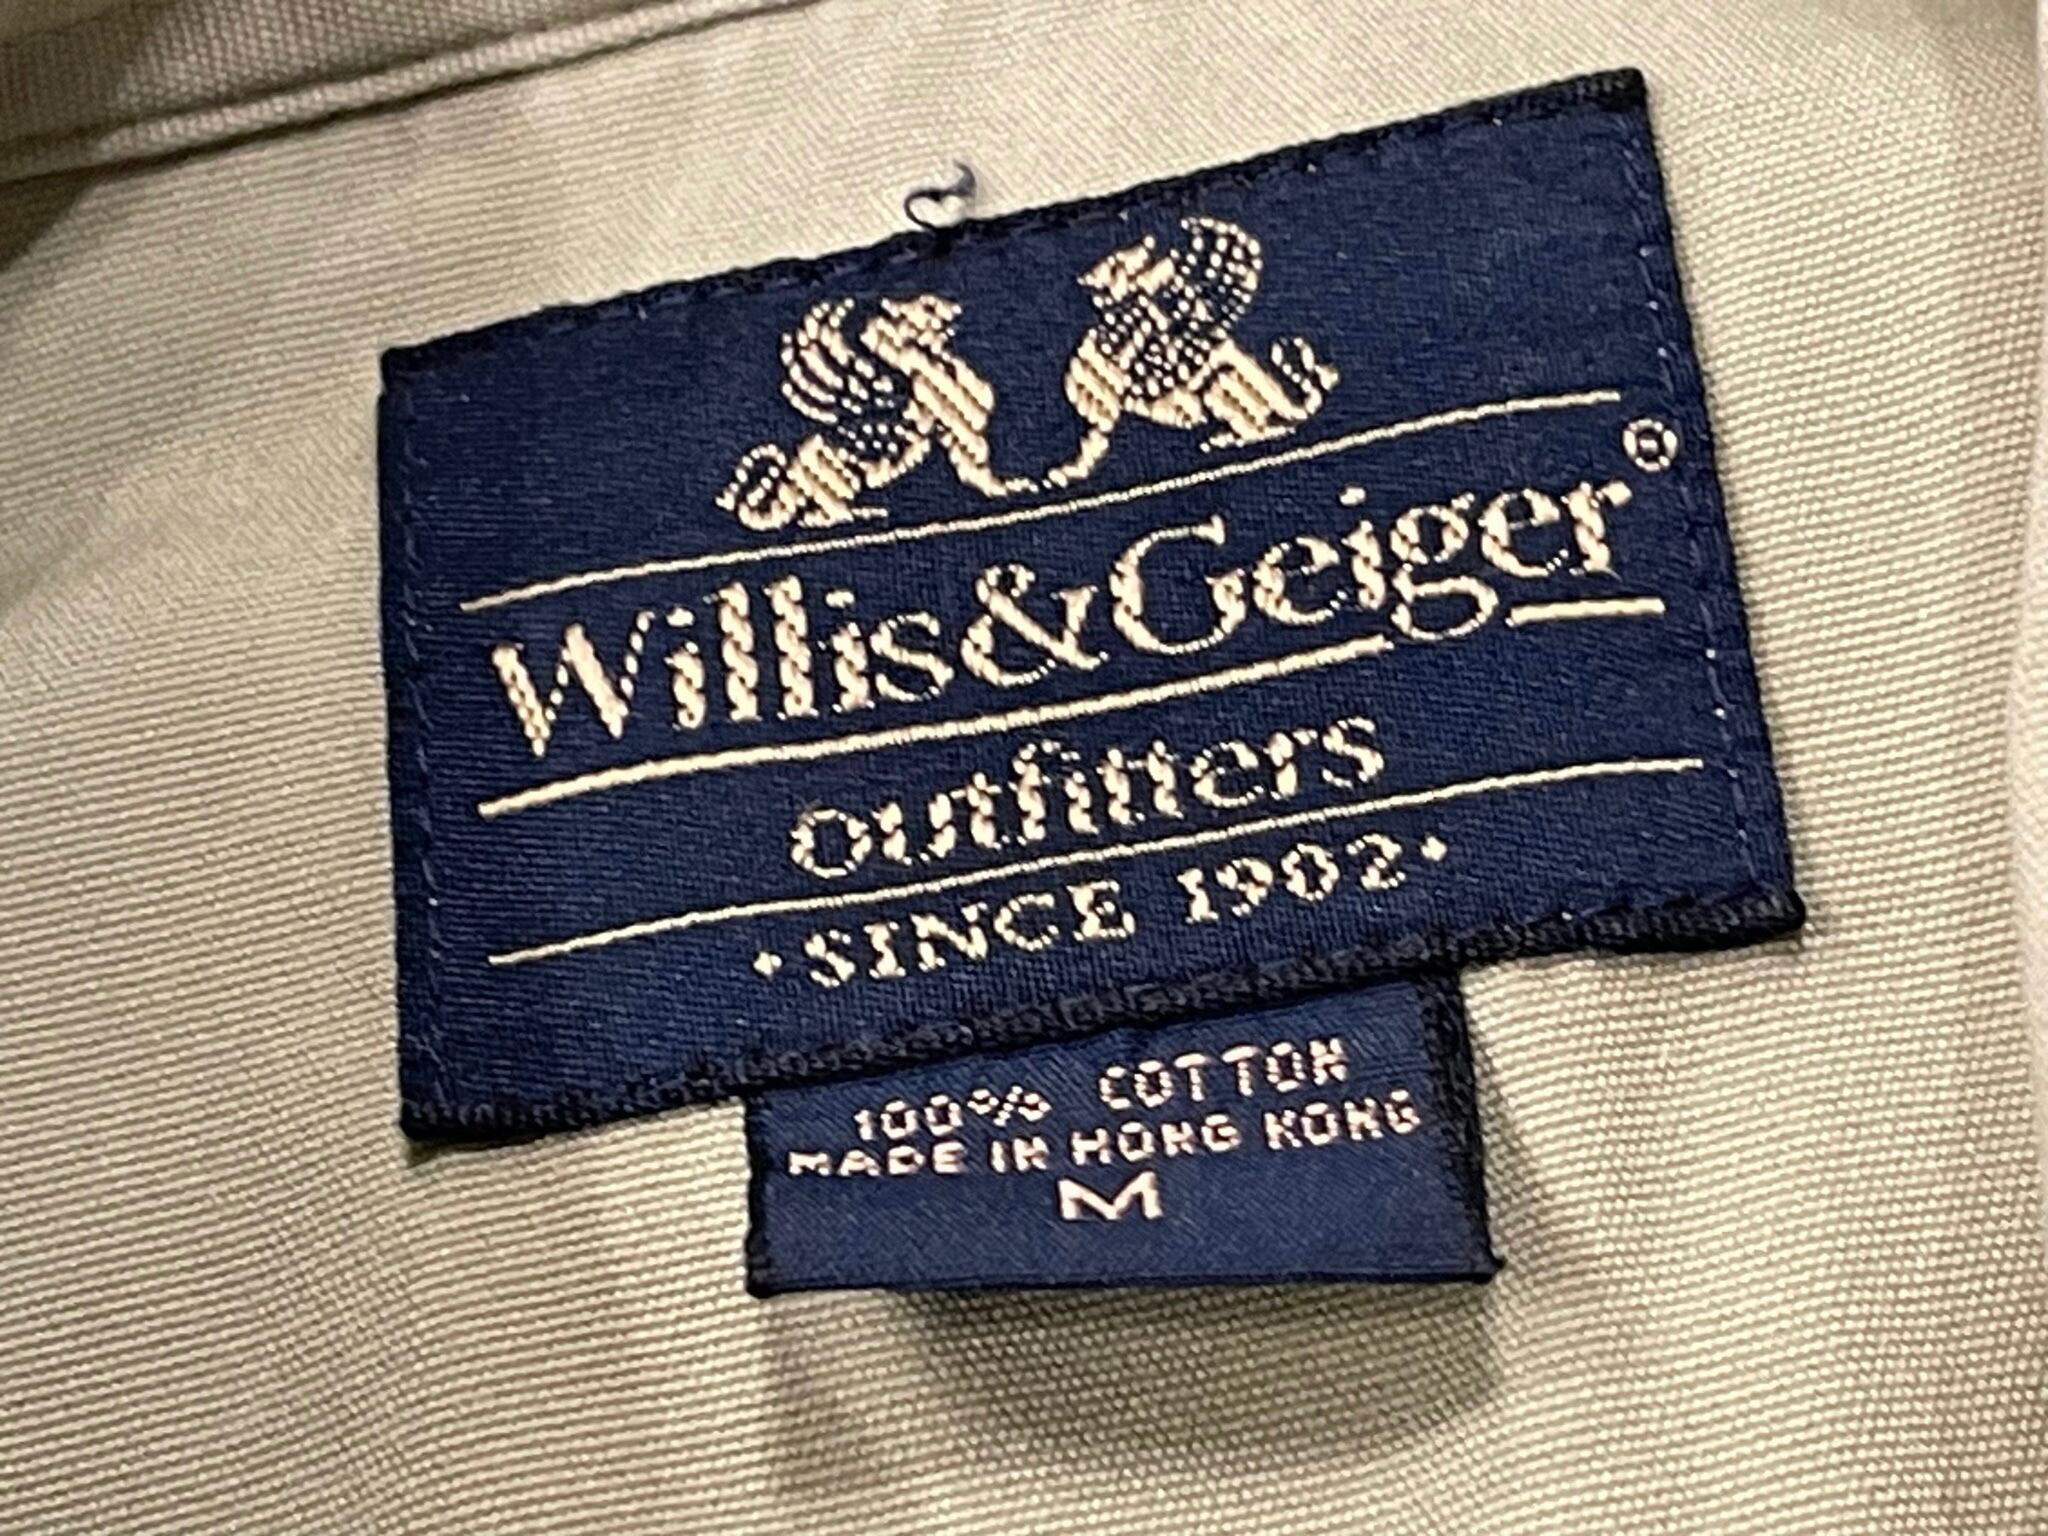 Willis&Geiger®
outfitters
·SINCE 1902·
100% COTTON
MADE IN HONG KONG
M